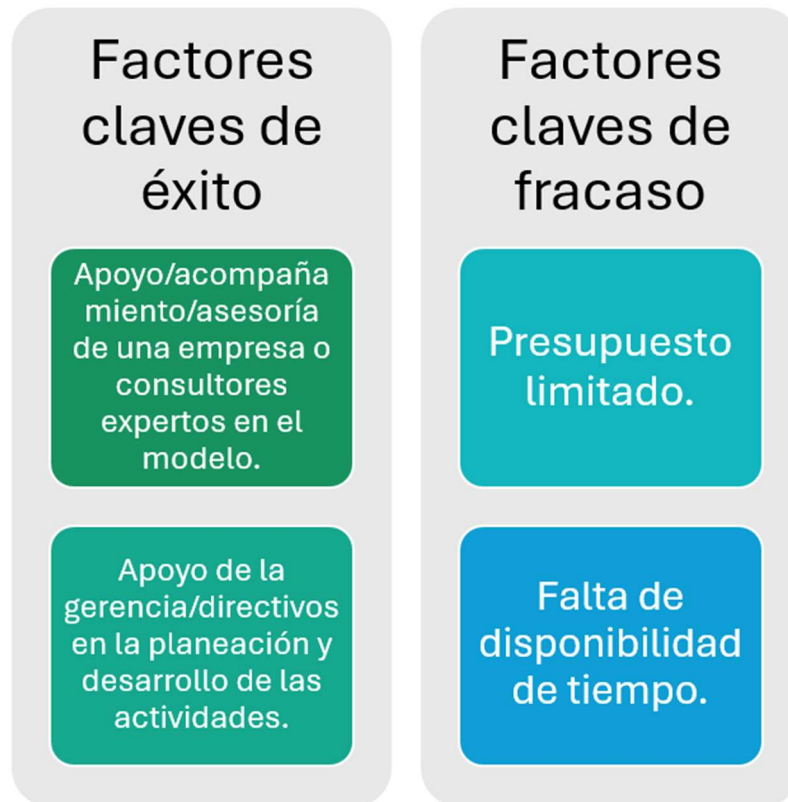 Factores
claves de
éxito
Apoyo/acompaña
miento/asesoría
de una empresa o
consultores
expertos en el
modelo.
Apoyo de la
gerencia/directivos
en la planeación y
desarrollo de las
actividades.
Factores
claves de
fracaso
Presupuesto
limitado.
Falta de
disponibilidad
de tiempo.